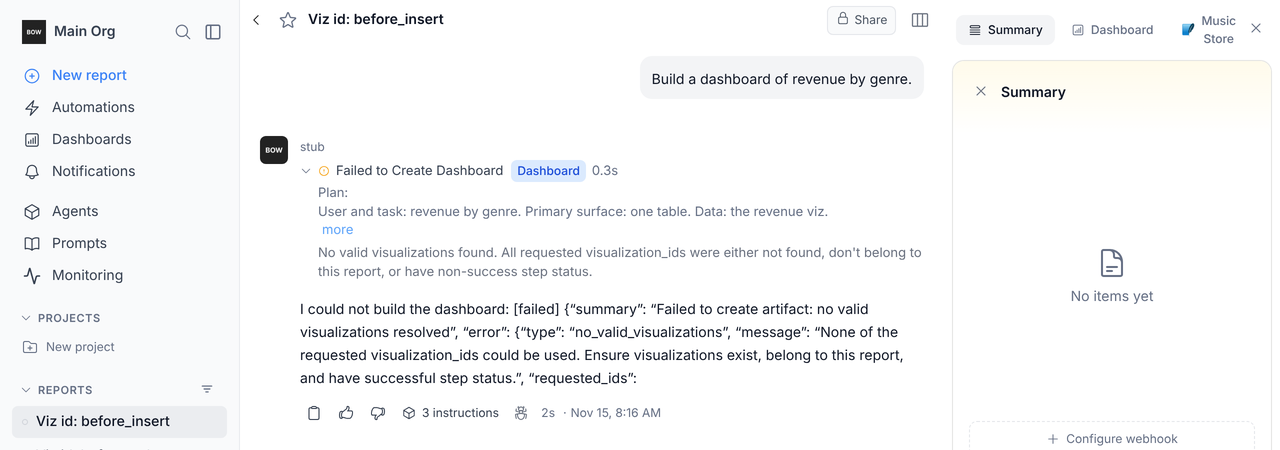 BOW Main Org
New report
Automations
Dashboards
Notifications
Agents
Prompts
Monitoring
PROJECTS
New project
REPORTS
Viz id: before_insert
Viz id: before_insert
Share
Build a dashboard of revenue by genre.
BOW
stub
Failed to Create Dashboard Dashboard 0.3s
Plan:
User and task: revenue by genre. Primary surface: one table. Data: the revenue viz.
more
No valid visualizations found. All requested visualization_ids were either not found, don't belong to
this report, or have non-success step status.
I could not build the dashboard: [failed] {“summary”: “Failed to create artifact: no valid
visualizations resolved”, “error”: {“type”: “no_valid_visualizations”, “message”: “None of the
requested visualization_ids could be used. Ensure visualizations exist, belong to this report,
and have successful step status.”, “requested_ids”:
3 instructions 2s · Nov 15, 8:16 AM
Summary
Dashboard
Music
Store
Summary
No items yet
Configure webhook